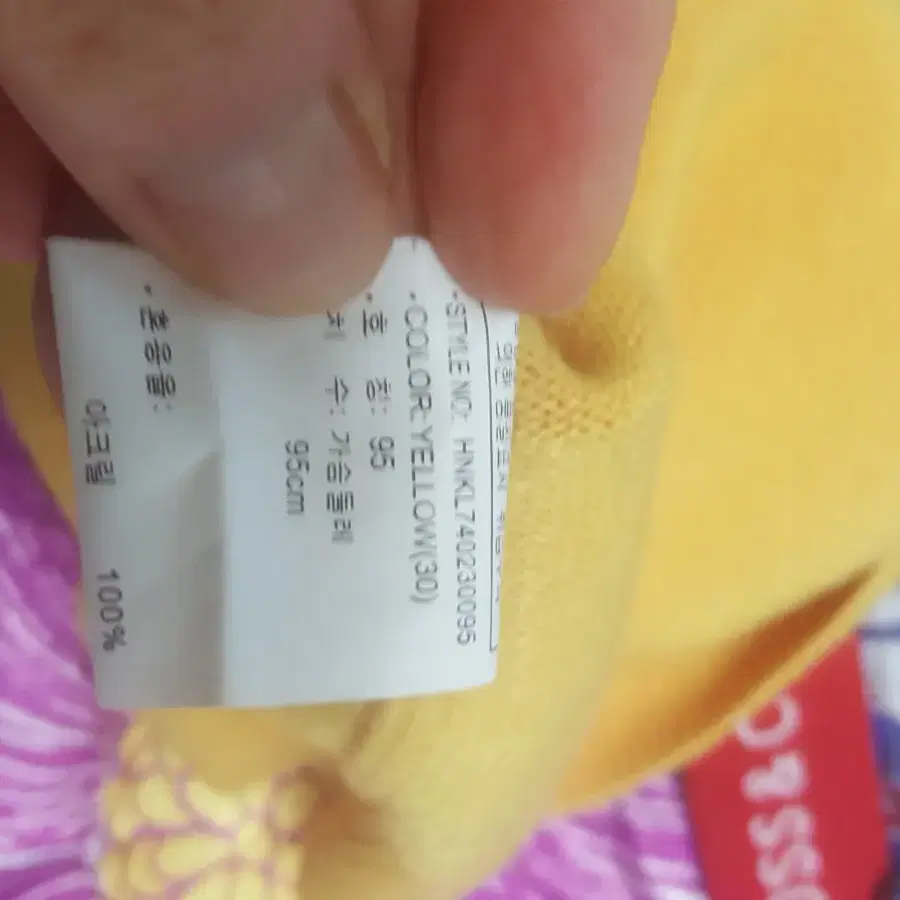 ·STYLE NO: HNKL740230095
·COLOR:YELLOW(30)
·호 칭: 95
치 수: 가슴둘레
95cm
·혼용율:
아크릴 100%
OSS & C